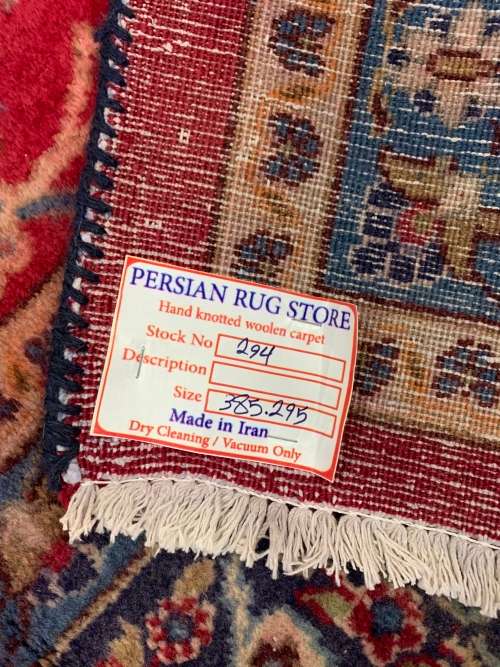 PERSIAN RUG STORE
Hand knotted woolen carpet
Stock No 294
Description
Size 385.295
Made in Iran
Dry Cleaning / Vacuum Only